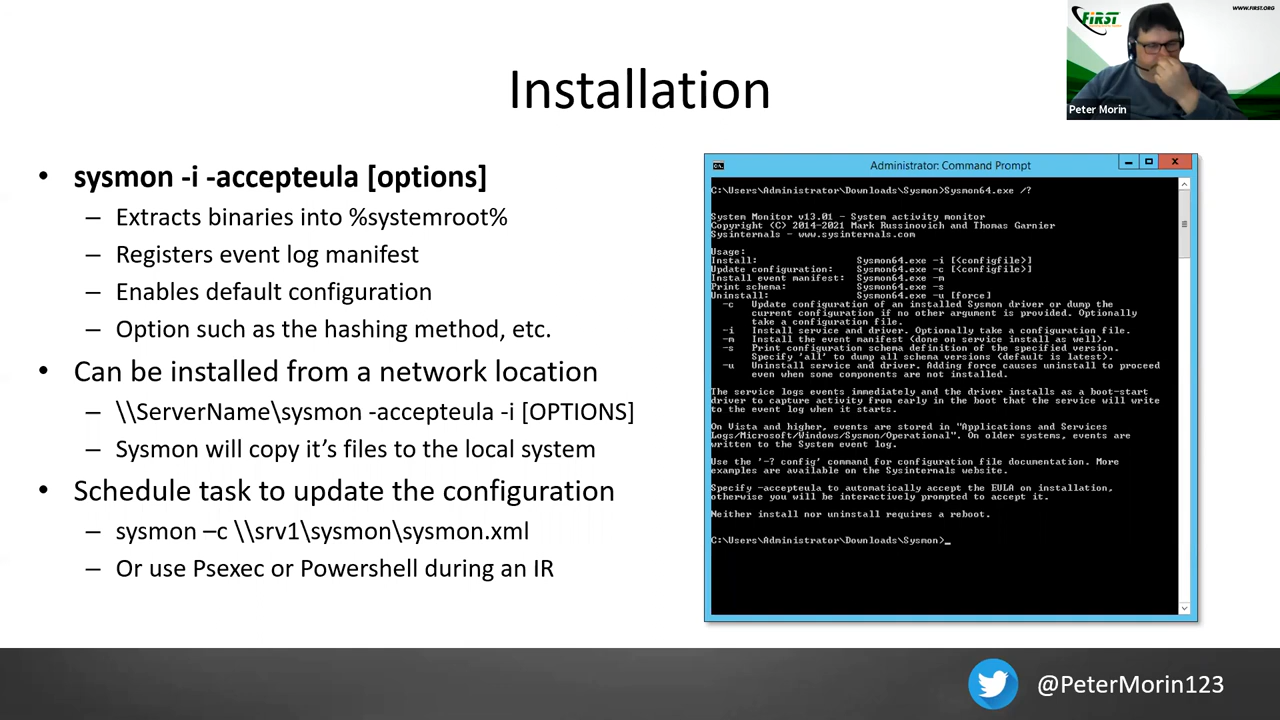 FIRST
WWW.FIRST.ORG
Peter Morin
Installation
• sysmon -i -accepteula [options]
– Extracts binaries into %systemroot%
– Registers event log manifest
– Enables default configuration
– Option such as the hashing method, etc.
• Can be installed from a network location
– \\ServerName\sysmon -accepteula -i [OPTIONS]
– Sysmon will copy it’s files to the local system
• Schedule task to update the configuration
– sysmon –c \\srv1\sysmon\sysmon.xml
– Or use Psexec or Powershell during an IR
Administrator: Command Prompt
C:\Users\Administrator\Downloads\Sysmon>Sysmon64.exe /?
System Monitor v13.01 - System activity monitor
Copyright (C) 2014-2021 Mark Russinovich and Thomas Garnier
Sysinternals - www.sysinternals.com
Usage:
Install: Sysmon64.exe -i [<configfile>]
Update configuration: Sysmon64.exe -c [<configfile>]
Install event manifest: Sysmon64.exe -m
Print schema: Sysmon64.exe -s
Uninstall: Sysmon64.exe -u [force]
-c Update configuration of an installed Sysmon driver or dump the
current configuration if no other argument is provided. Optionally
take a configuration file.
-i Install service and driver. Optionally take a configuration file.
-m Install the event manifest (done on service install as well).
-s Print configuration schema definition of the specified version.
Specify 'all' to dump all schema versions (default is latest).
-u Uninstall service and driver. Adding force causes uninstall to proceed
even when some components are not installed.
The service logs events immediately and the driver installs as a boot-start
driver to capture activity from early in the boot that the service will write
to the event log when it starts.
On Vista and higher, events are stored in "Applications and Services
Logs/Microsoft/Windows/Sysmon/Operational". On older systems, events are
written to the System event log.
Use the '-? config' command for configuration file documentation. More
examples are available on the Sysinternals website.
Specify -accepteula to automatically accept the EULA on installation,
otherwise you will be interactively prompted to accept it.
Neither install nor uninstall requires a reboot.
C:\Users\Administrator\Downloads\Sysmon>_
@PeterMorin123